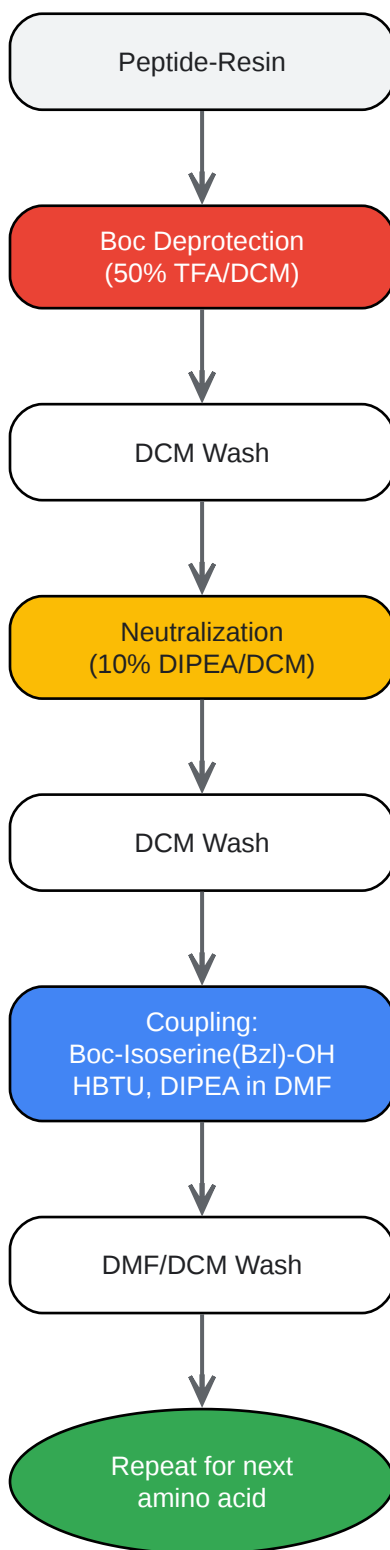 Peptide-Resin
Boc Deprotection
(50% TFA/DCM)
DCM Wash
Neutralization
(10% DIPEA/DCM)
DCM Wash
Coupling:
Boc-Isoserine(Bzl)-OH
HBTU, DIPEA in DMF
DMF/DCM Wash
Repeat for next
amino acid